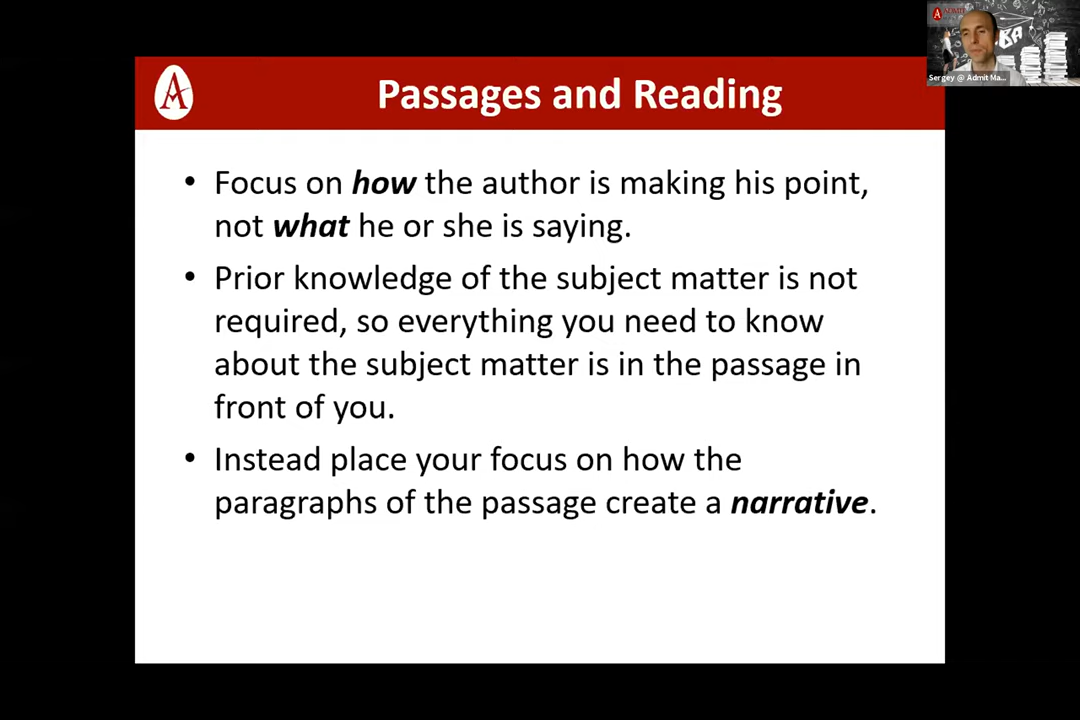 Passages and Reading
• Focus on how the author is making his point,
not what he or she is saying.
• Prior knowledge of the subject matter is not
required, so everything you need to know
about the subject matter is in the passage in
front of you.
• Instead place your focus on how the
paragraphs of the passage create a narrative.
Sergey @ Admit Ma...